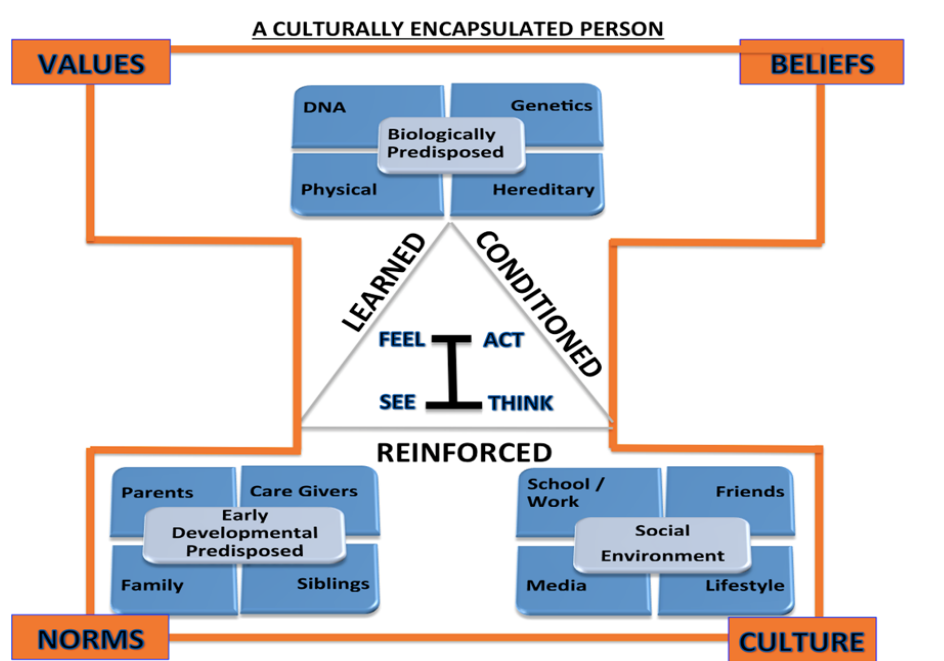 A CULTURALLY ENCAPSULATED PERSON
VALUES
BELIEFS
DNA
Genetics
Biologically
Predisposed
Physical
Hereditary
LEARNED
CONDITIONED
FEEL
ACT
SEE
THINK
REINFORCED
Parents
Care Givers
Early
Developmental
Predisposed
Family
Siblings
School /
Work
Friends
Social
Environment
Media
Lifestyle
NORMS
CULTURE